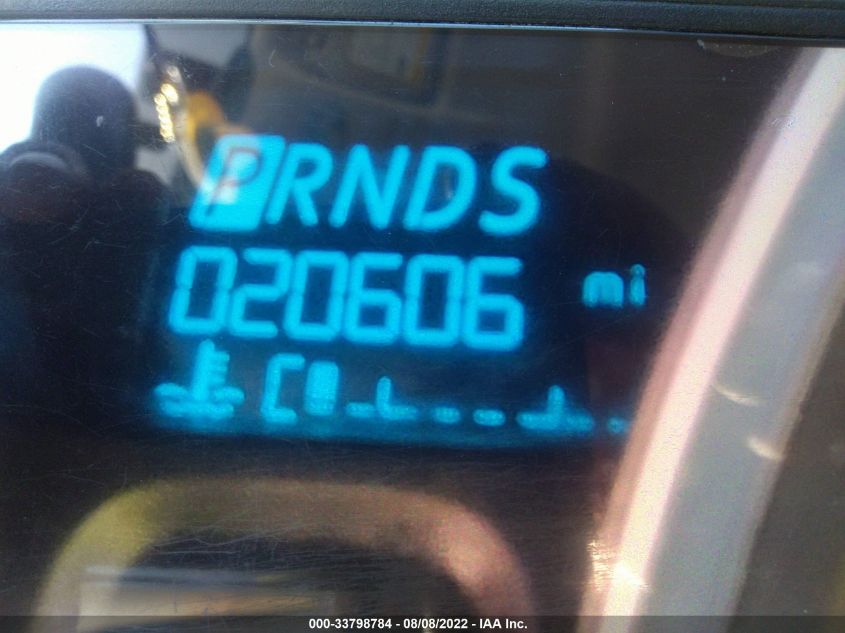 PRNDS
020606 mi
C
000-33798784 - 08/08/2022 - IAA Inc.